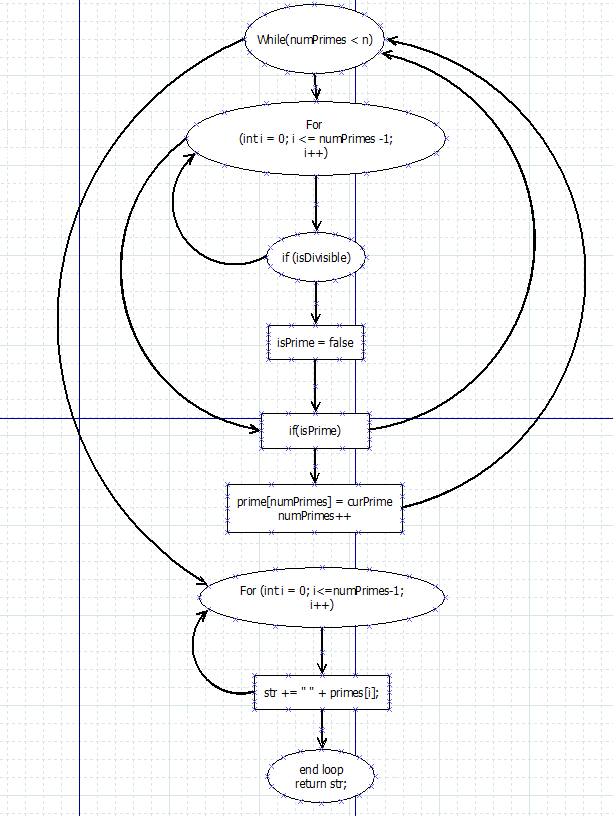 While(numPrimes < n)
For
(int i = 0; i <= numPrimes -1;
i++)
if (isDivisible)
isPrime = false
if(isPrime)
prime[numPrimes] = curPrime
numPrimes++
For (int i = 0; i<=numPrimes-1;
i++)
str += " " + primes[i];
end loop
return str;